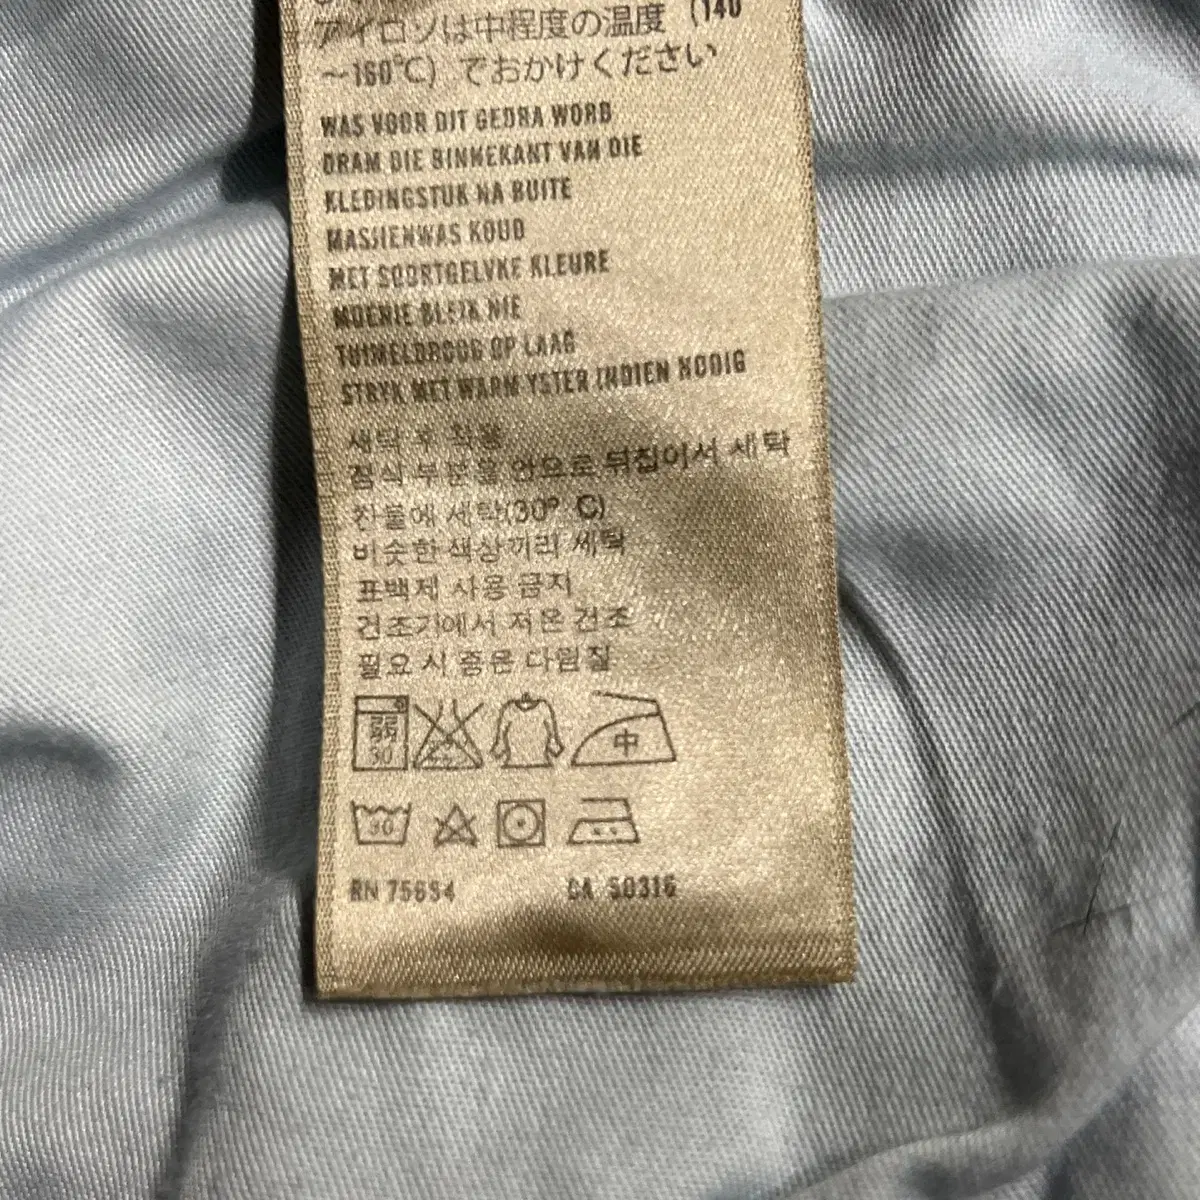 アイロンは中程度の温度 (140
～160℃) でおかけください
WAS VOOR DIT GEDRA WORD
DRAAI DIE BINNEKANT VAN DIE
KLEDINGSTUK NA BUITE
MASJIENWAS KOUD
MET SOORTGELYKE KLEURE
MOENIE BLEIK NIE
TUIMELDROOG OP LAAG
STRYK MET WARM YSTER INDIEN NODIG
세탁 후 착용
장식 부분을 안으로 뒤집어서 세탁
찬물에 세탁(30° C)
비슷한 색상끼리 세탁
표백제 사용 금지
건조기에서 저온 건조
필요 시 중온 다림질
弱 30 中
30
RN 75654 CA 50316